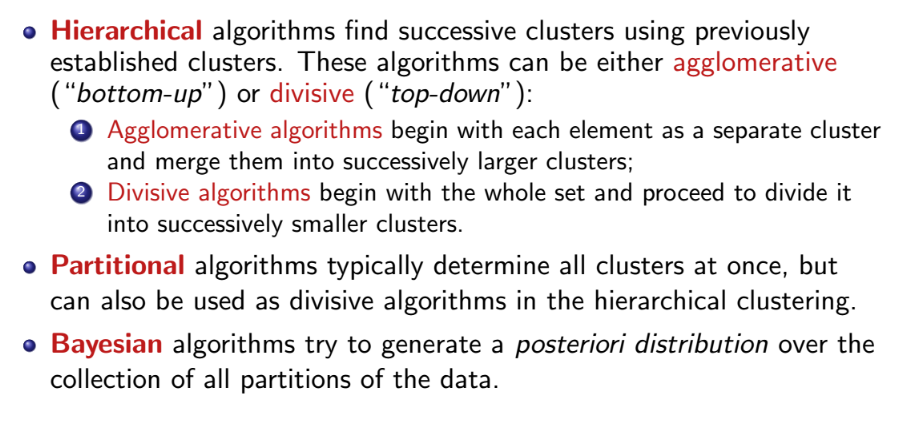 Hierarchical algorithms find successive clusters using previously
established clusters. These algorithms can be either agglomerative
(“bottom-up”) or divisive (“top-down”):
1 Agglomerative algorithms begin with each element as a separate cluster
and merge them into successively larger clusters;
2 Divisive algorithms begin with the whole set and proceed to divide it
into successively smaller clusters.
Partitional algorithms typically determine all clusters at once, but
can also be used as divisive algorithms in the hierarchical clustering.
Bayesian algorithms try to generate a posteriori distribution over the
collection of all partitions of the data.